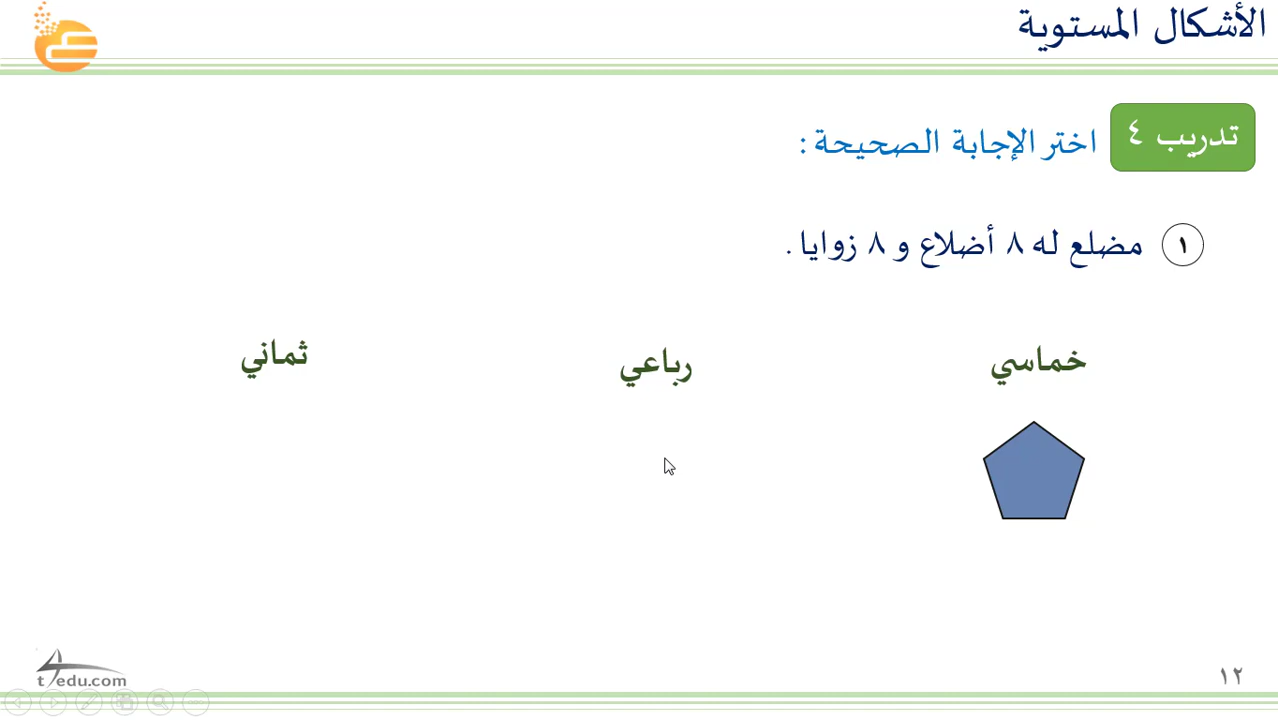 الأشكال المستوية
تدريب ٤
اختر الإجابة الصحيحة :
١ مضلع له ٨ أضلاع و ٨ زوايا .
خماسي رباعي ثماني
t4edu.com
١٢